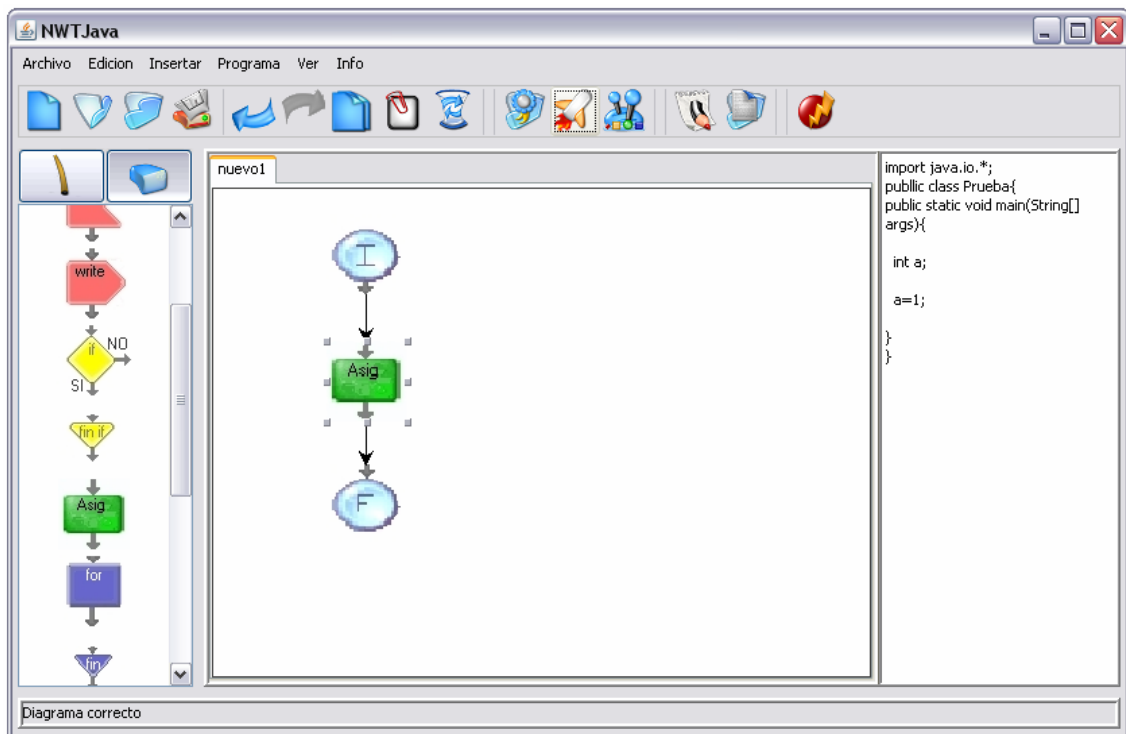 NWTJava
Archivo Edicion Insertar Programa Ver Info
nuevo1
write
if
NO
SI
fin if
Asig
for
fin
I
Asig
F
import java.io.*;
publlic class Prueba{
public static void main(String[]
args){
int a;
a=1;
}
}
Diagrama correcto